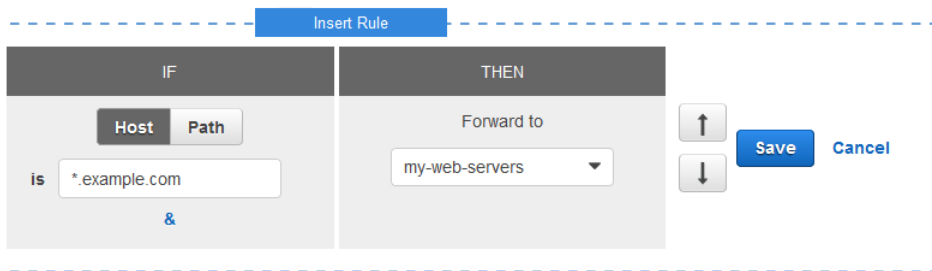 Insert Rule
IF
THEN
Host Path
is *.example.com
&
Forward to
my-web-servers
Save Cancel